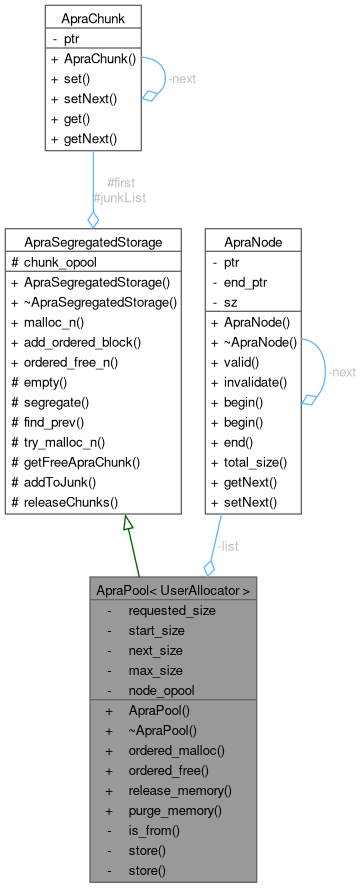 ApraChunk
- ptr
+ ApraChunk()
+ set()
+ setNext()
+ get()
+ getNext()
-next
#first
#junkList
ApraSegregatedStorage
# chunk_opool
+ ApraSegregatedStorage()
+ ~ApraSegregatedStorage()
+ malloc_n()
+ add_ordered_block()
+ ordered_free_n()
# empty()
# segregate()
# find_prev()
# try_malloc_n()
# getFreeApraChunk()
# addToJunk()
# releaseChunks()
ApraNode
- ptr
- end_ptr
- sz
+ ApraNode()
+ ~ApraNode()
+ valid()
+ invalidate()
+ begin()
+ begin()
+ end()
+ total_size()
+ getNext()
+ setNext()
-next
-list
ApraPool< UserAllocator >
- requested_size
- start_size
- next_size
- max_size
- node_opool
+ ApraPool()
+ ~ApraPool()
+ ordered_malloc()
+ ordered_free()
+ release_memory()
+ purge_memory()
- is_from()
- store()
- store()